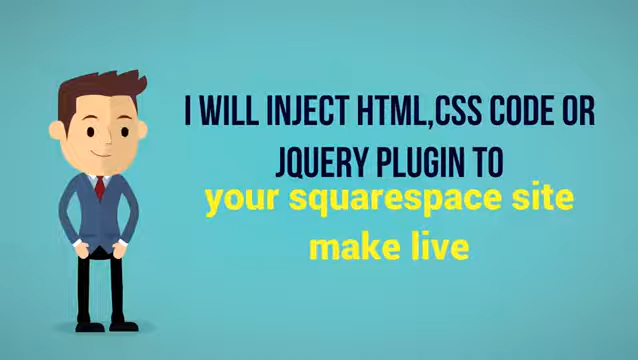 I WILL INJECT HTML,CSS CODE OR
JQUERY PLUGIN TO
your squarespace site
make live